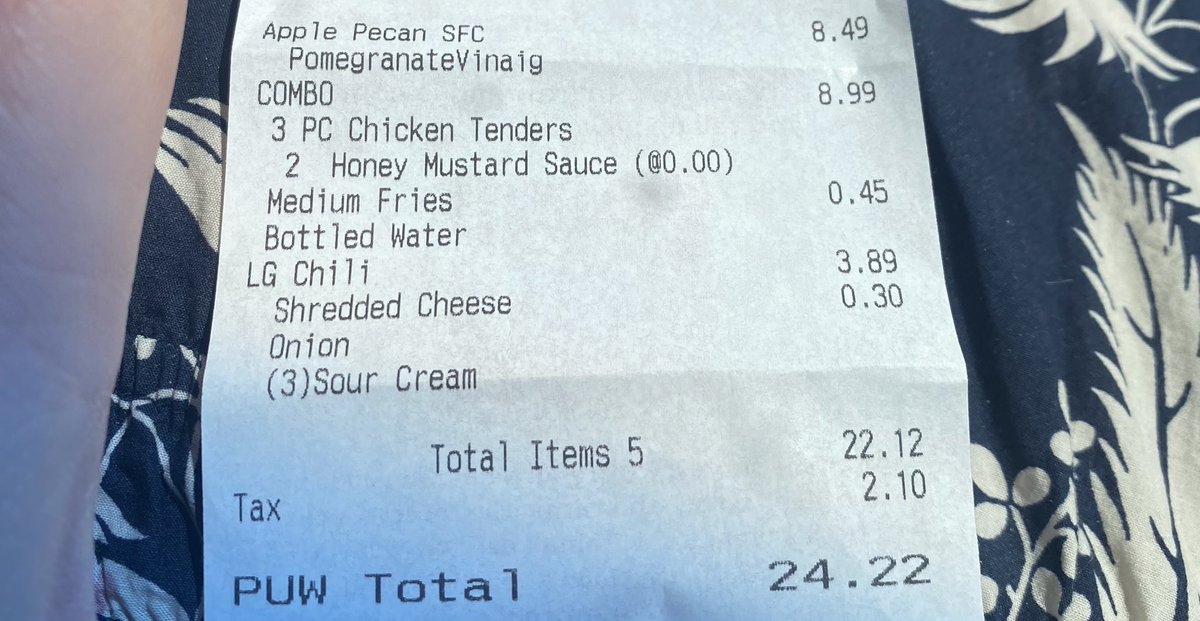 Apple Pecan SFC 8.49
PomegranateVinaig
COMBO 8.99
3 PC Chicken Tenders
2 Honey Mustard Sauce (@0.00)
Medium Fries 0.45
Bottled Water
LG Chili 3.89
Shredded Cheese 0.30
Onion
(3)Sour Cream
Total Items 5 22.12
Tax 2.10
PUW Total 24.22